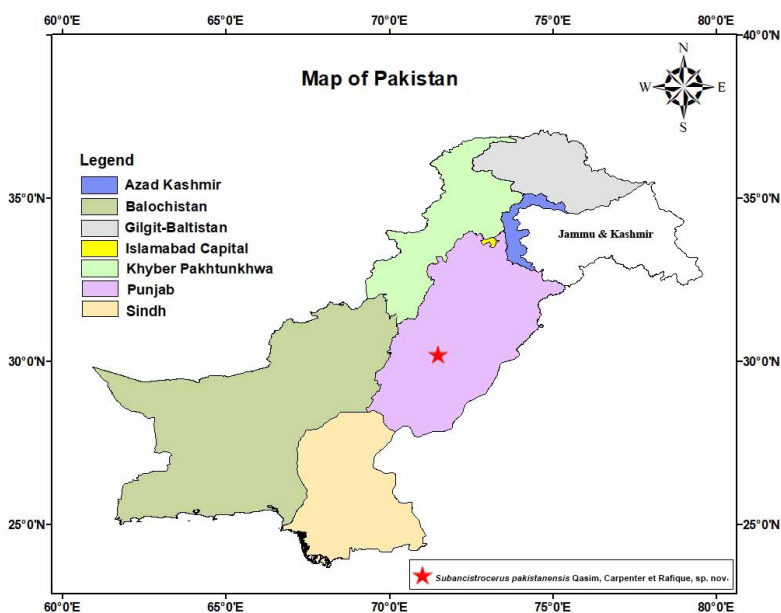 60°0'E 65°0'E 70°0'E 75°0'E 80°0'E
40°0'N
Map of Pakistan
N
W E
S
Legend
Azad Kashmir
Balochistan
Gilgit-Baltistan
Islamabad Capital
Khyber Pakhtunkhwa
Punjab
Sindh
Jammu & Kashmir
35°0'N 35°0'N
30°0'N 30°0'N
25°0'N 25°0'N
Subancistrocerus pakistanensis Qasim, Carpenter et Rafique, sp. nov.
60°0'E 65°0'E 70°0'E 75°0'E 80°0'E